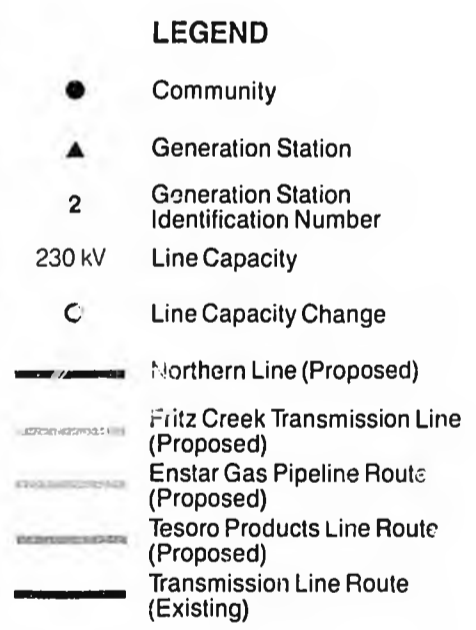 LEGEND
Community
Generation Station
2 Generation Station
Identification Number
230 kV Line Capacity
Line Capacity Change
Northern Line (Proposed)
Fritz Creek Transmission Line
(Proposed)
Enstar Gas Pipeline Route
(Proposed)
Tesoro Products Line Route
(Proposed)
Transmission Line Route
(Existing)